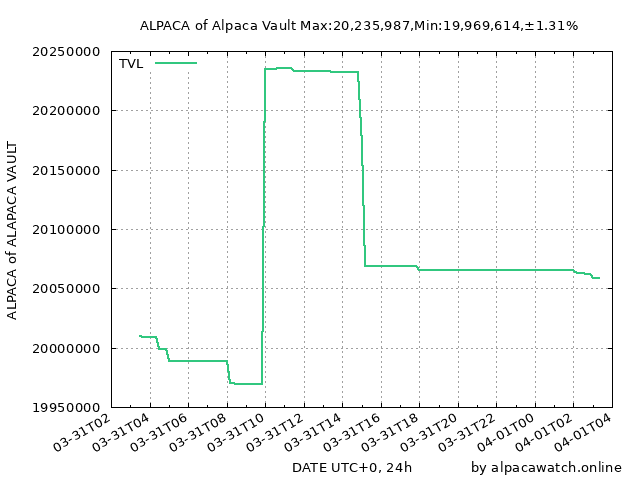 ALPACA of Alpaca Vault Max:20,235,987,Min:19,969,614,±1.31%
TVL
20250000
20200000
20150000
20100000
20050000
20000000
19950000
ALPACA of ALAPACA VAULT
03-31T02
03-31T04
03-31T06
03-31T08
03-31T10
03-31T12
03-31T14
03-31T16
03-31T18
03-31T20
03-31T22
04-01T00
04-01T02
04-01T04
DATE UTC+0, 24h
by alpacawatch.online